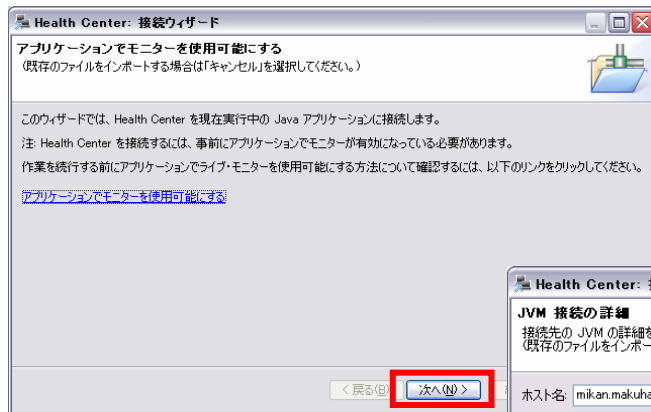 Health Center: 接続ウィザード
アプリケーションでモニターを使用可能にする
(既存のファイルをインポートする場合は「キャンセル」を選択してください。)
このウィザードでは、Health Center を現在実行中の Java アプリケーションに接続します。
注: Health Center を接続するには、事前にアプリケーションでモニターが有効になっている必要があります。
作業を続行する前にアプリケーションでライブ・モニターを使用可能にする方法について確認するには、以下のリンクをクリックしてください。
アプリケーションでモニターを使用可能にする
< 戻る(B)
次へ(N) >
Health Center:
JVM 接続の詳細
接続先の JVM の詳細を
(既存のファイルをインポー
ホスト名: mikan.makuha